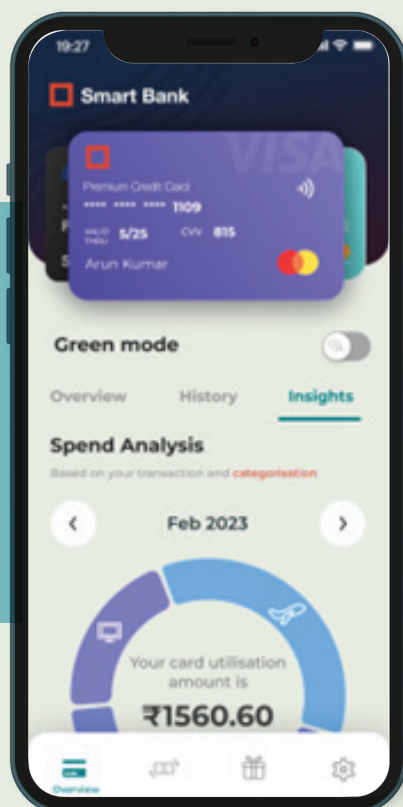 19:27
Smart Bank
VISA
Premium Credit Card
**** **** **** 1109
VALID THRU 5/25 CVV 815
Arun Kumar
Green mode
Overview History Insights
Spend Analysis
Based on your transaction and categorisation
Feb 2023
Your card utilisation
amount is
₹1560.60
Overview